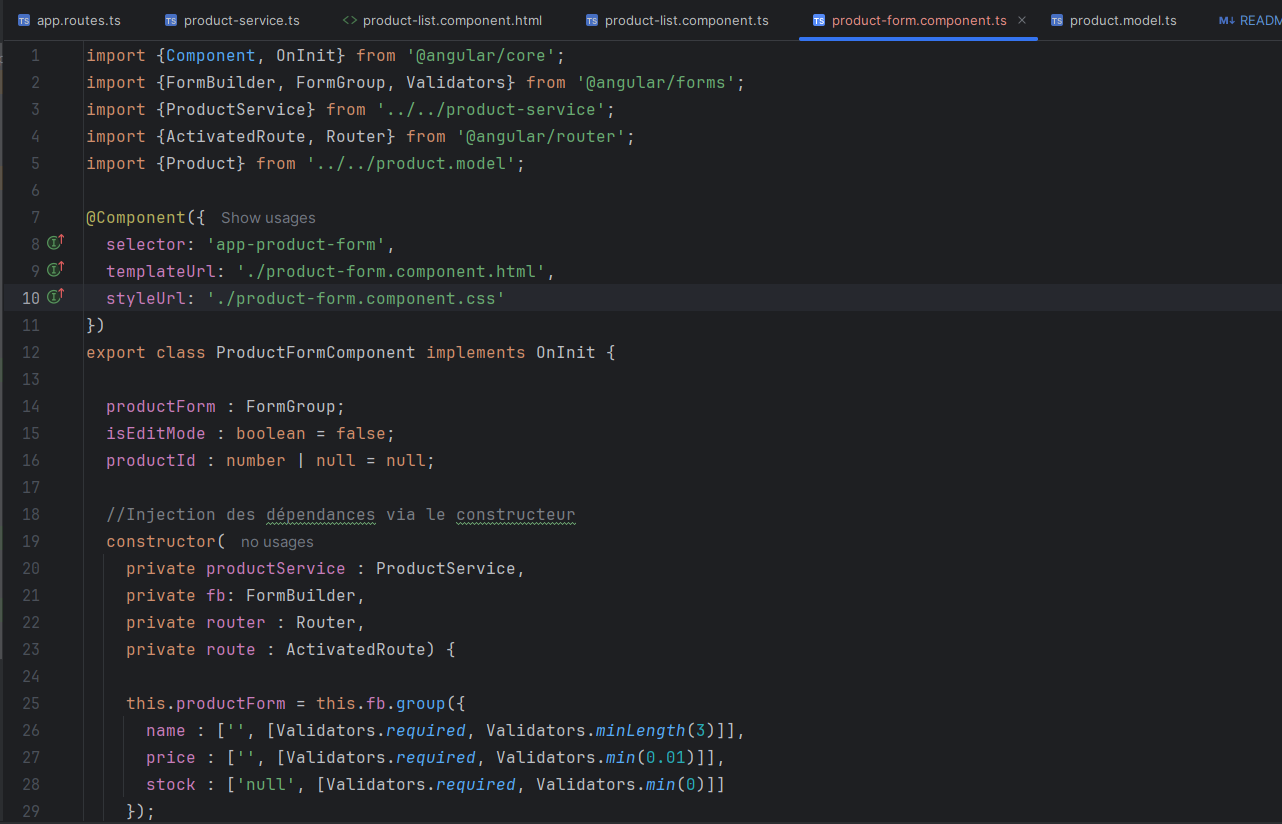 app.routes.ts product-service.ts <> product-list.component.html product-list.component.ts product-form.component.ts × product.model.ts M↓ READM
1 import {Component, OnInit} from '@angular/core';
2 import {FormBuilder, FormGroup, Validators} from '@angular/forms';
3 import {ProductService} from '../../product-service';
4 import {ActivatedRoute, Router} from '@angular/router';
5 import {Product} from '../../product.model';
6
7 @Component({ Show usages
8 selector: 'app-product-form',
9 templateUrl: './product-form.component.html',
10 styleUrl: './product-form.component.css'
11 })
12 export class ProductFormComponent implements OnInit {
13
14 productForm : FormGroup;
15 isEditMode : boolean = false;
16 productId : number | null = null;
17
18 //Injection des dépendances via le constructeur
19 constructor( no usages
20 private productService : ProductService,
21 private fb: FormBuilder,
22 private router : Router,
23 private route : ActivatedRoute) {
24
25 this.productForm = this.fb.group({
26 name : ['', [Validators.required, Validators.minLength(3)]],
27 price : ['', [Validators.required, Validators.min(0.01)]],
28 stock : ['null', [Validators.required, Validators.min(0)]]
29 });